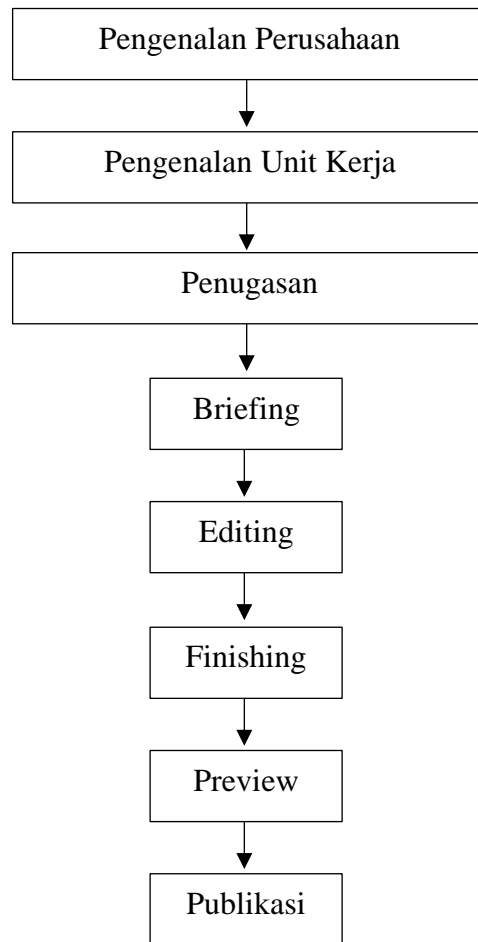 Pengenalan Perusahaan
Pengenalan Unit Kerja
Penugasan
Briefing
Editing
Finishing
Preview
Publikasi